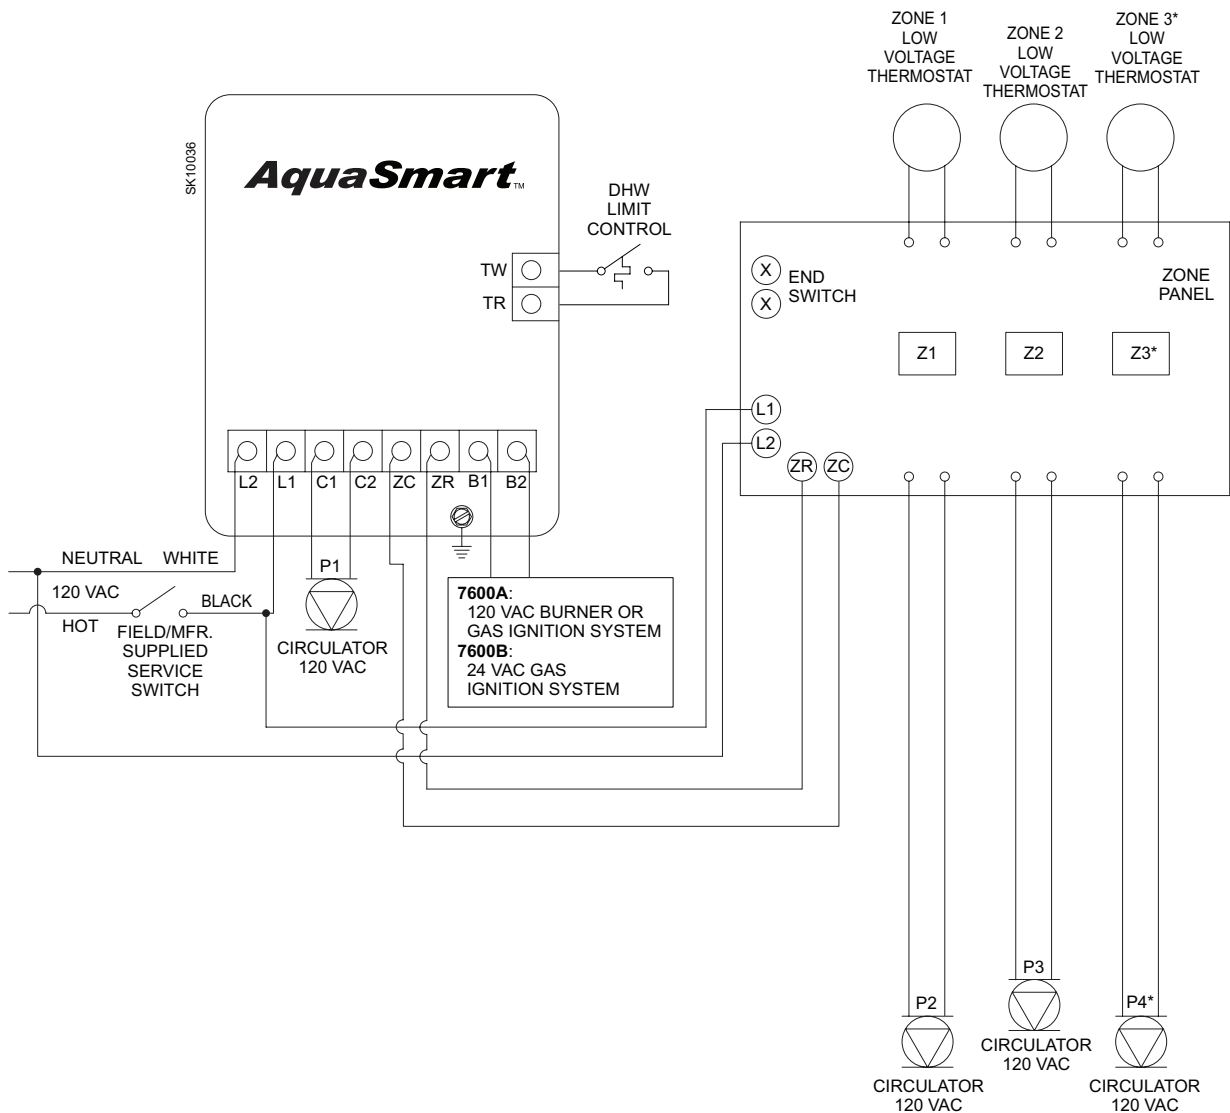 ZONE 1
LOW
VOLTAGE
THERMOSTAT
ZONE 2
LOW
VOLTAGE
THERMOSTAT
ZONE 3*
LOW
VOLTAGE
THERMOSTAT
SK10036
AquaSmart™
DHW
LIMIT
CONTROL
TW
TR
X
X
END
SWITCH
ZONE
PANEL
Z1
Z2
Z3*
L1
L2
ZR
ZC
L2
L1
C1
C2
ZC
ZR
B1
B2
NEUTRAL WHITE
120 VAC
HOT
BLACK
FIELD/MFR.
SUPPLIED
SERVICE
SWITCH
P1
CIRCULATOR
120 VAC
7600A:
120 VAC BURNER OR
GAS IGNITION SYSTEM
7600B:
24 VAC GAS
IGNITION SYSTEM
P2
CIRCULATOR
120 VAC
P3
CIRCULATOR
120 VAC
P4*
CIRCULATOR
120 VAC